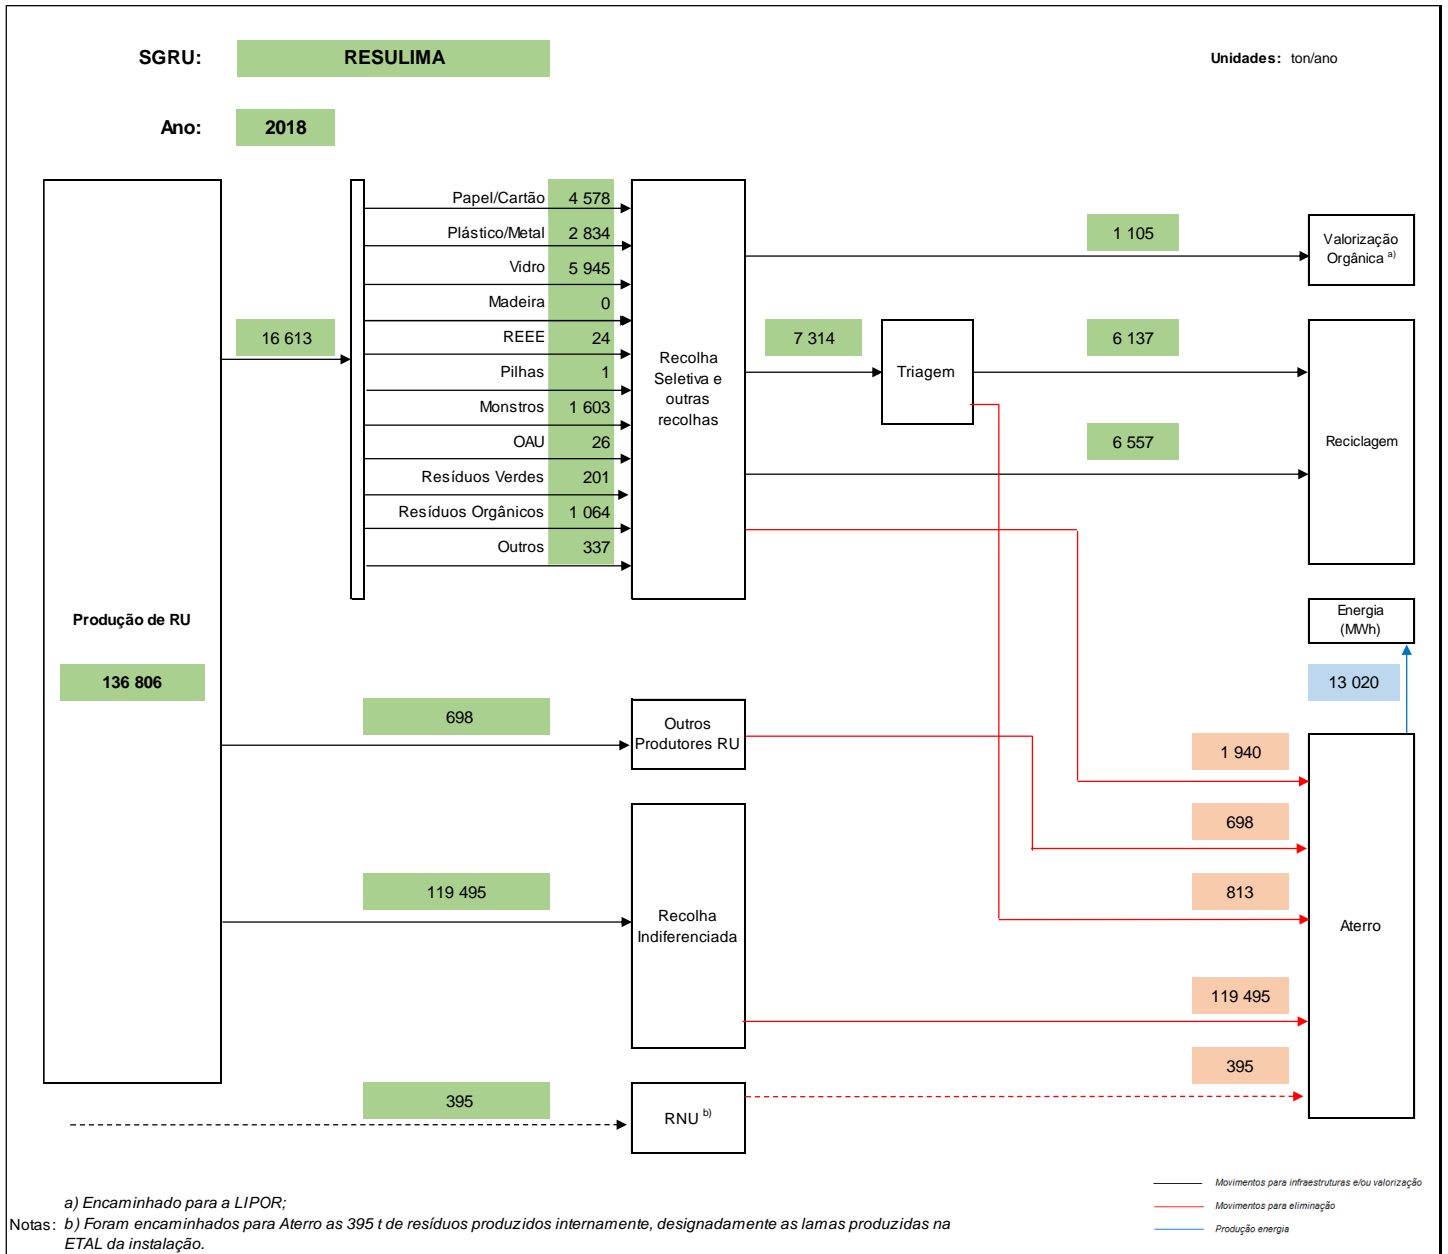 SGRU: RESULIMA
Unidades: ton/ano
Ano: 2018
Papel/Cartão 4 578
Plástico/Metal 2 834
Vidro 5 945
Madeira 0
REEE 24
Pilhas 1
Monstros 1 603
OAU 26
Resíduos Verdes 201
Resíduos Orgânicos 1 064
Outros 337
16 613
Recolha
Seletiva e
outras
recolhas
1 105
Valorização
Orgânica a)
7 314
Triagem
6 137
6 557
Reciclagem
Produção de RU
136 806
Energia
(MWh)
13 020
698
Outros
Produtores RU
1 940
698
119 495
Recolha
Indiferenciada
813
Aterro
119 495
395
395
RNU b)
Movimentos para infraestruturas e/ou valorização
Movimentos para eliminação
Produção energia
a) Encaminhado para a LIPOR;
Notas: b) Foram encaminhados para Aterro as 395 t de resíduos produzidos internamente, designadamente as lamas produzidas na
ETAL da instalação.